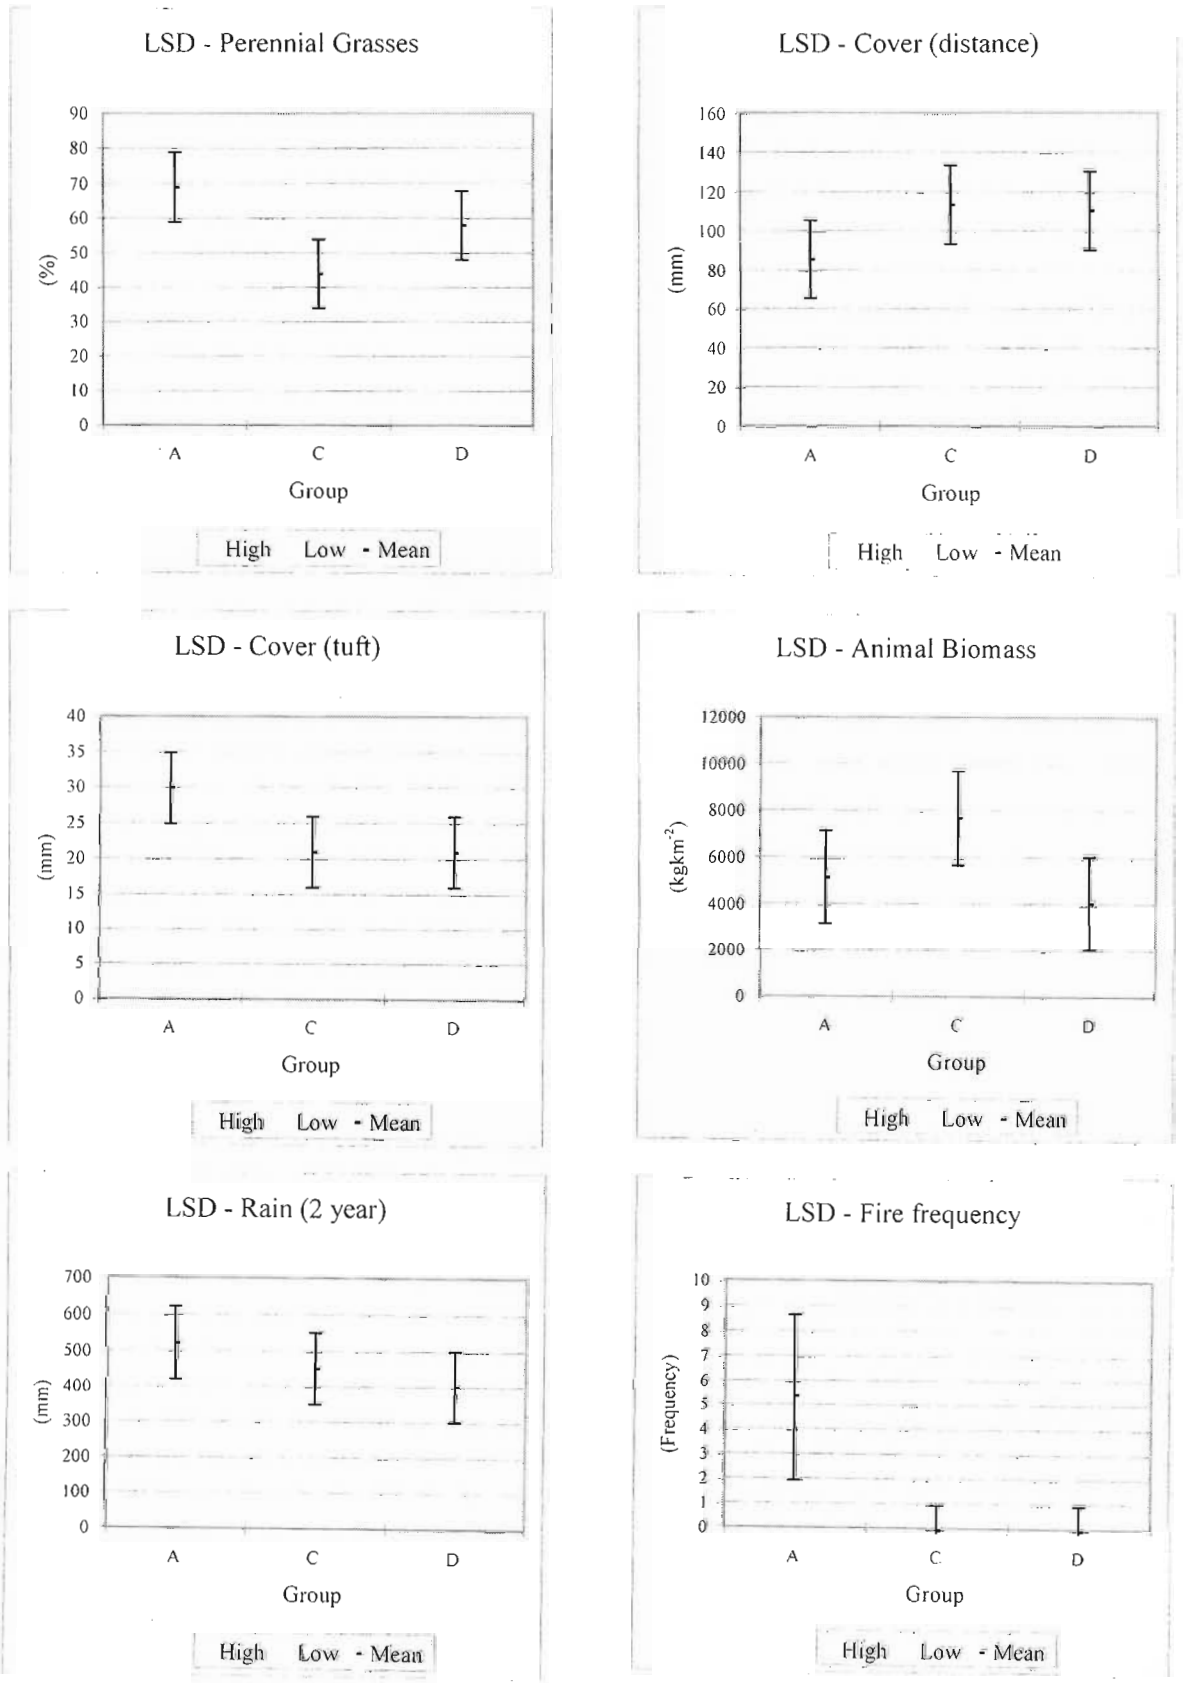 LSD - Perennial Grasses
90
80
70
60
50
40
30
20
10
0
(%)
A C D
Group
High Low - Mean
LSD - Cover (distance)
160
140
120
100
80
60
40
20
0
(mm)
A C D
Group
High Low - Mean
LSD - Cover (tuft)
40
35
30
25
20
15
10
5
0
(mm)
A C D
Group
High Low - Mean
LSD - Animal Biomass
12000
10000
8000
6000
4000
2000
0
(kgkm⁻²)
A C D
Group
High Low - Mean
LSD - Rain (2 year)
700
600
500
400
300
200
100
0
(mm)
A C D
Group
High Low - Mean
LSD - Fire frequency
10
9
8
7
6
5
4
3
2
1
0
(Frequency)
A C D
Group
High Low - Mean